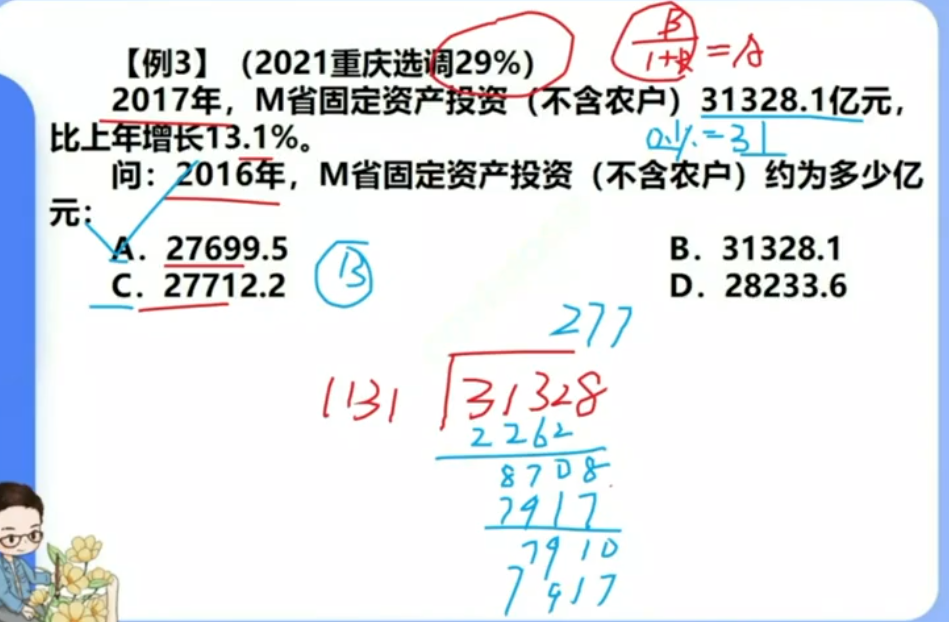 【例3】（2021重庆选调29%）
B/(1+R) = A
2017年，M省固定资产投资（不含农户）31328.1亿元，
比上年增长13.1%。
0.1%=31
问：2016年，M省固定资产投资（不含农户）约为多少亿
元：
A. 27699.5
B. 31328.1
C. 27712.2
B
D. 28233.6
277
1131
31328
2262
8708
7917
7910
7917